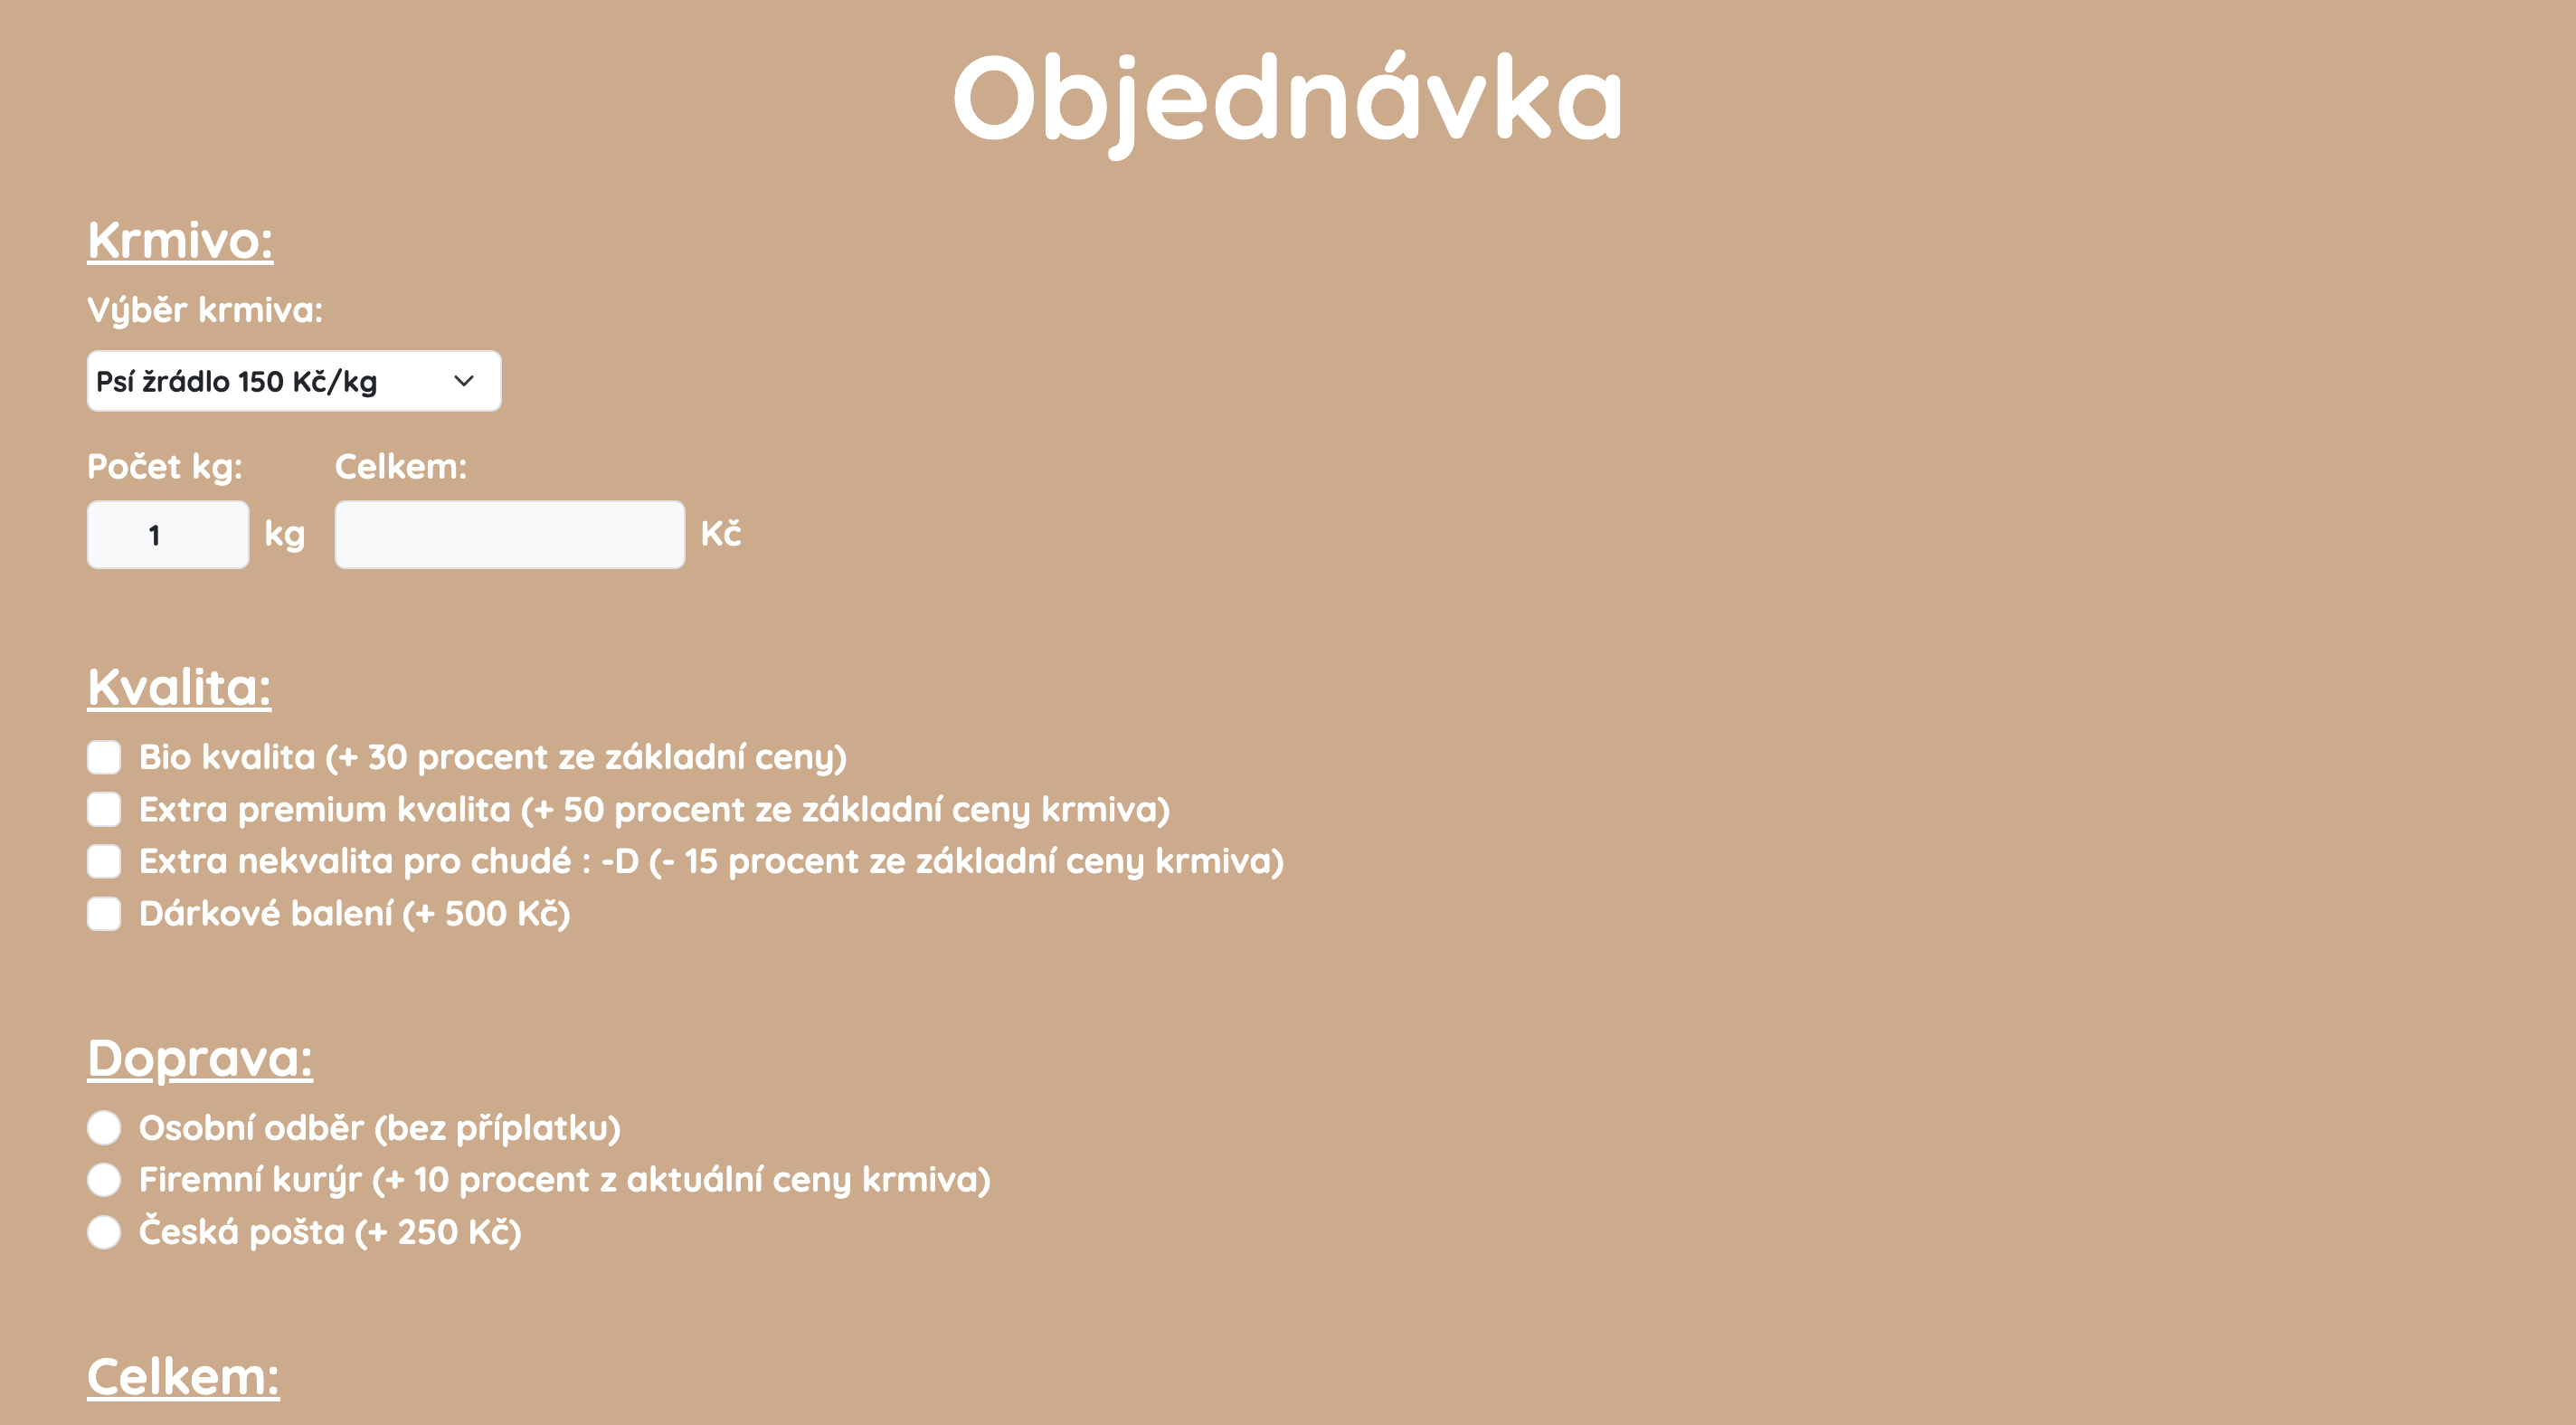 Objednávka
Krmivo:
Výběr krmiva:
Psí žrádlo 150 Kč/kg
Počet kg: Celkem:
1 kg Kč
Kvalita:
Bio kvalita (+ 30 procent ze základní ceny)
Extra premium kvalita (+ 50 procent ze základní ceny krmiva)
Extra nekvalita pro chudé : -D (- 15 procent ze základní ceny krmiva)
Dárkové balení (+ 500 Kč)
Doprava:
Osobní odběr (bez příplatku)
Firemní kurýr (+ 10 procent z aktuální ceny krmiva)
Česká pošta (+ 250 Kč)
Celkem: